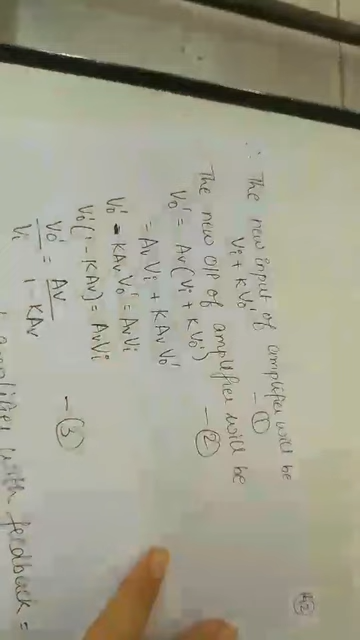 ∴ The new input of amplifier will be
Vi + KVo' —①
The new O/P of amplifier will be
Vo' = Av(Vi + KVo') —②
= AvVi + KAvVo'
Vo' - KAvVo' = AvVi
Vo'(1 - KAv) = AvVi
Vo'/Vi = Av/(1 - KAv) —③
amplifier with feedback =